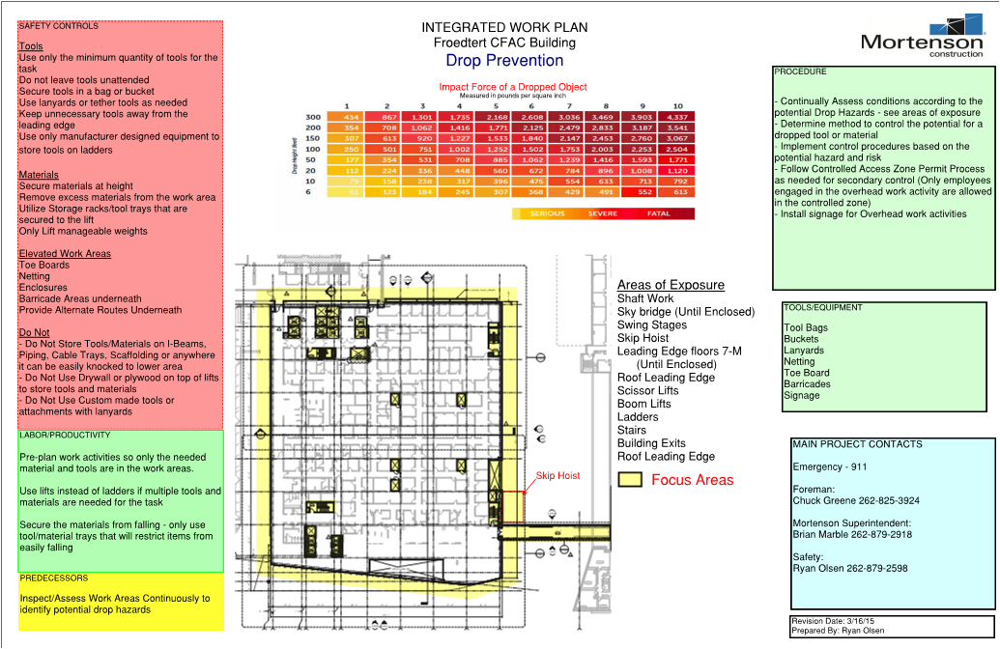 SAFETY CONTROLS
Tools
Use only the minimum quantity of tools for the
task
Do not leave tools unattended
Secure tools in a bag or bucket
Use lanyards or tether tools as needed
Keep unnecessary tools away from the
leading edge
Use only manufacturer designed equipment to
store tools on ladders
Materials
Secure materials at height
Remove excess materials from the work area
Utilize Storage racks/tool trays that are
secured to the lift
Only Lift manageable weights
Elevated Work Areas
Toe Boards
Netting
Enclosures
Barricade Areas underneath
Provide Alternate Routes Underneath
Do Not
- Do Not Store Tools/Materials on I-Beams,
Piping, Cable Trays, Scaffolding or anywhere
it can be easily knocked to lower area
- Do Not Use Drywall or plywood on top of lifts
to store tools and materials
- Do Not Use Custom made tools or
attachments with lanyards
LABOR/PRODUCTIVITY
Pre-plan work activities so only the needed
material and tools are in the work areas.
Use lifts instead of ladders if multiple tools and
materials are needed for the task
Secure the materials from falling - only use
tool/material trays that will restrict items from
easily falling
PREDECESSORS
Inspect/Assess Work Areas Continuously to
identify potential drop hazards
INTEGRATED WORK PLAN
Froedtert CFAC Building
Drop Prevention
Impact Force of a Dropped Object
Measured in pounds per square inch
1 2 3 4 5 6 7 8 9 10
Drop Height (feet)
300 434 867 1,301 1,735 2,168 2,608 3,036 3,469 3,903 4,337
200 354 708 1,062 1,416 1,771 2,125 2,479 2,833 3,187 3,541
150 307 613 920 1,227 1,533 1,840 2,147 2,453 2,760 3,067
100 250 501 751 1,002 1,252 1,502 1,753 2,003 2,253 2,504
50 177 354 531 708 885 1,062 1,239 1,416 1,593 1,771
20 112 224 336 448 560 672 784 896 1,008 1,120
10 79 158 238 317 396 475 554 633 713 792
6 61 123 184 245 307 368 429 491 552 613
SERIOUS SEVERE FATAL
Skip Hoist
Areas of Exposure
Shaft Work
Sky bridge (Until Enclosed)
Swing Stages
Skip Hoist
Leading Edge floors 7-M
(Until Enclosed)
Roof Leading Edge
Scissor Lifts
Boom Lifts
Ladders
Stairs
Building Exits
Roof Leading Edge
Focus Areas
Mortenson
construction
PROCEDURE
- Continually Assess conditions according to the
potential Drop Hazards - see areas of exposure
- Determine method to control the potential for a
dropped tool or material
- Implement control procedures based on the
potential hazard and risk
- Follow Controlled Access Zone Permit Process
as needed for secondary control (Only employees
engaged in the overhead work activity are allowed
in the controlled zone)
- Install signage for Overhead work activities
TOOLS/EQUIPMENT
Tool Bags
Buckets
Lanyards
Netting
Toe Board
Barricades
Signage
MAIN PROJECT CONTACTS
Emergency - 911
Foreman:
Chuck Greene 262-825-3924
Mortenson Superintendent:
Brian Marble 262-879-2918
Safety:
Ryan Olsen 262-879-2598
Revision Date: 3/16/15
Prepared By: Ryan Olsen